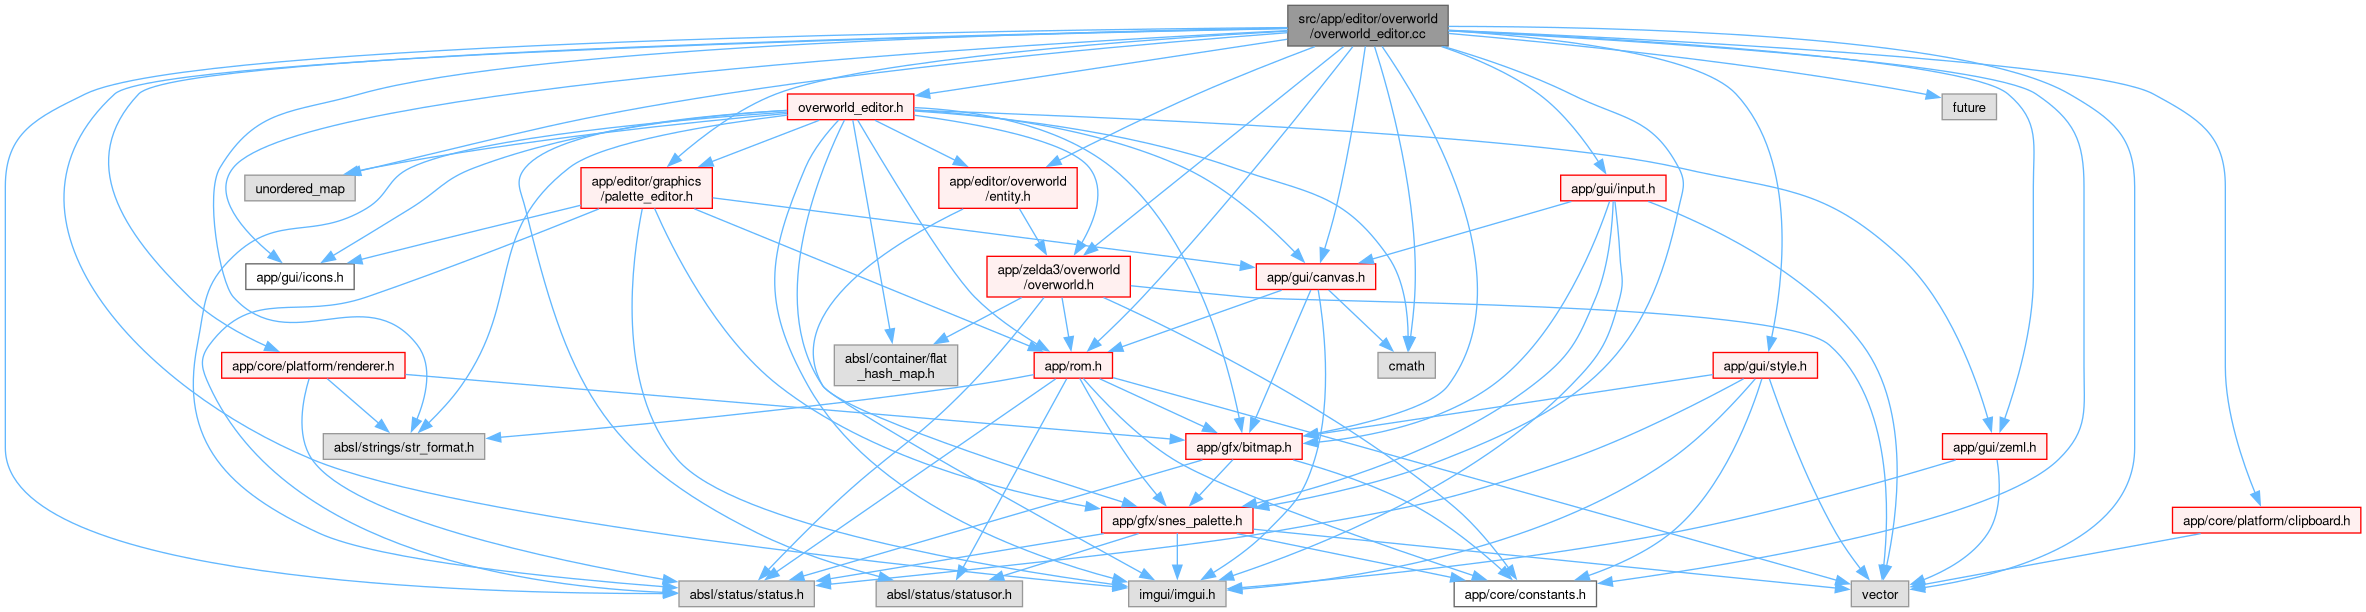 src/app/editor/overworld
/overworld_editor.cc
overworld_editor.h
future
unordered_map
app/editor/graphics
/palette_editor.h
app/editor/overworld
/entity.h
app/gui/input.h
app/gui/icons.h
app/zelda3/overworld
/overworld.h
app/gui/canvas.h
app/core/platform/renderer.h
absl/container/flat
_hash_map.h
app/rom.h
cmath
app/gui/style.h
absl/strings/str_format.h
app/gfx/bitmap.h
app/gui/zeml.h
app/gfx/snes_palette.h
app/core/platform/clipboard.h
absl/status/status.h
absl/status/statusor.h
imgui/imgui.h
app/core/constants.h
vector